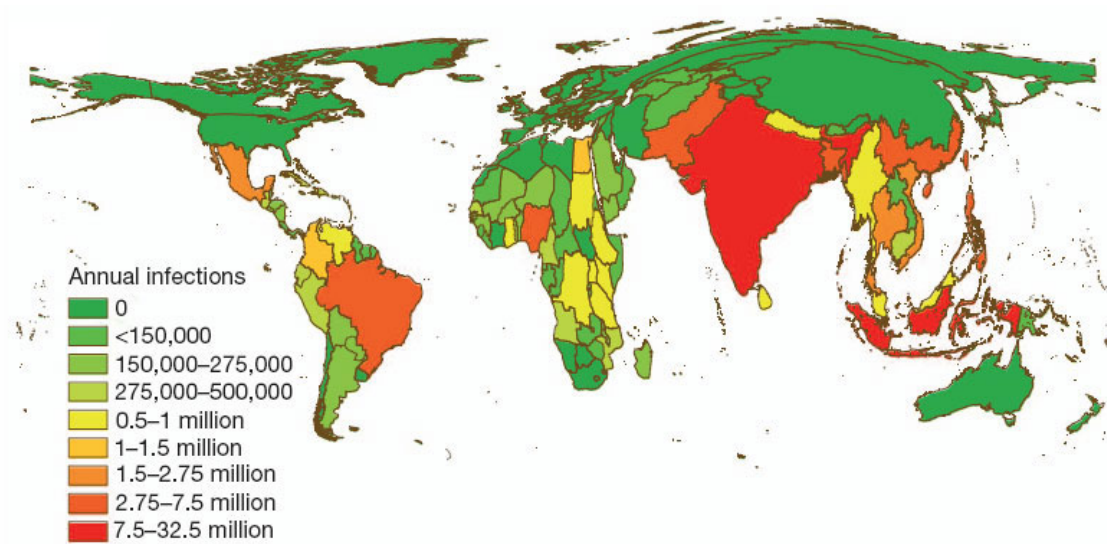 Annual infections
0
<150,000
150,000–275,000
275,000–500,000
0.5–1 million
1–1.5 million
1.5–2.75 million
2.75–7.5 million
7.5–32.5 million